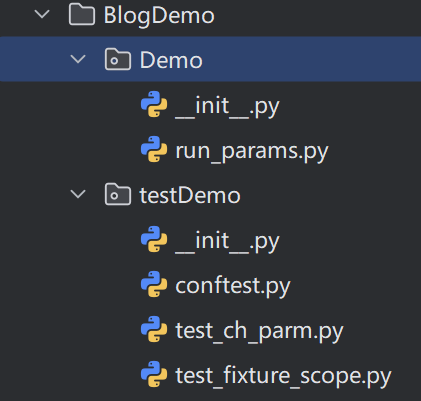 BlogDemo
Demo
__init__.py
run_params.py
testDemo
__init__.py
conftest.py
test_ch_parm.py
test_fixture_scope.py